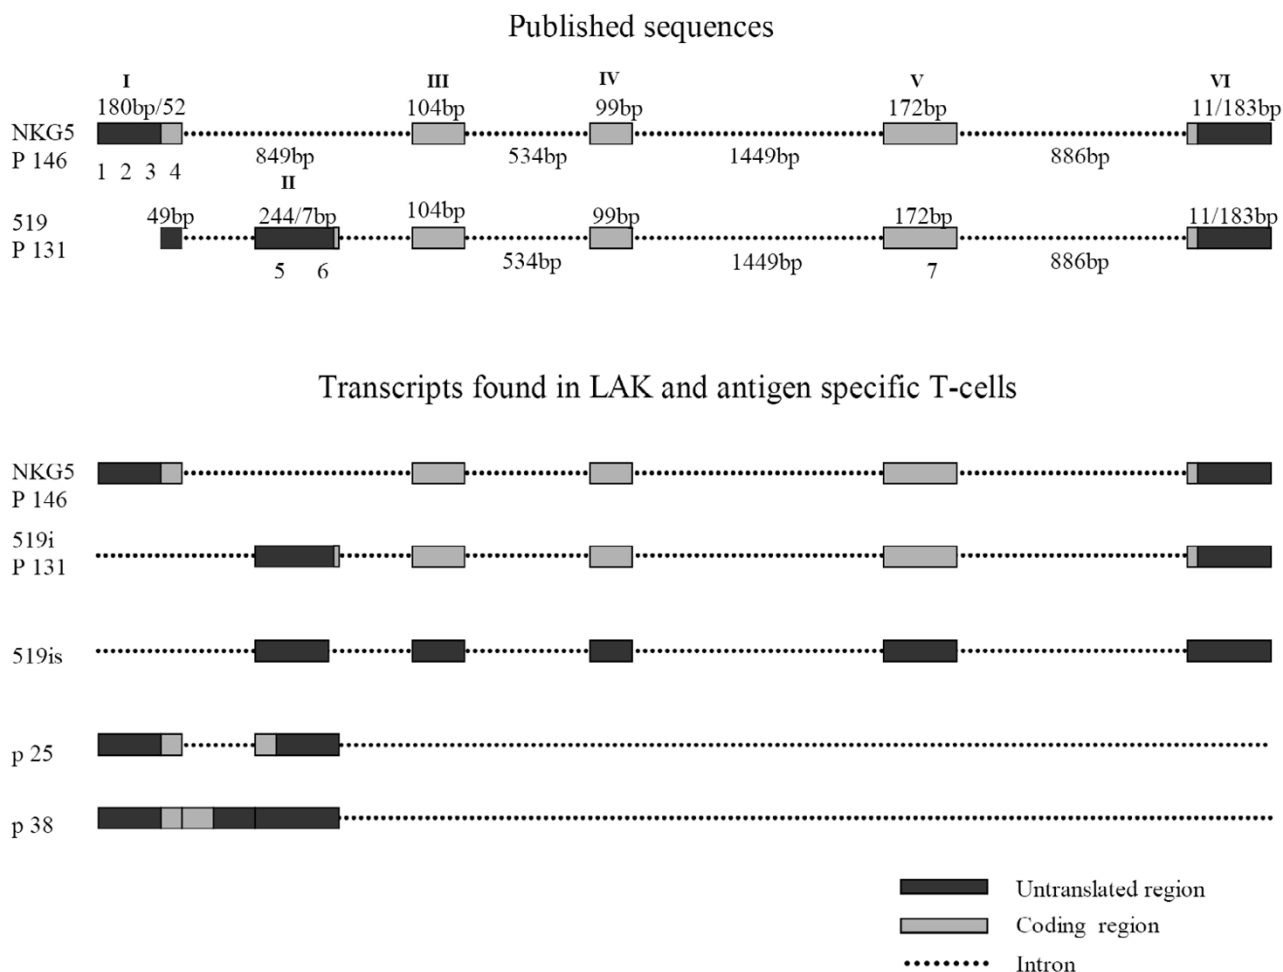 Published sequences
I III IV V VI
180bp/52 104bp 99bp 172bp 11/183bp
NKG5
P 146
849bp 534bp 1449bp 886bp
1 2 3 4
II
49bp 244/7bp 104bp 99bp 172bp 11/183bp
519
P 131
534bp 1449bp 886bp
5 6 7
Transcripts found in LAK and antigen specific T-cells
NKG5
P 146
519i
P 131
519is
p 25
p 38
Untranslated region
Coding region
Intron